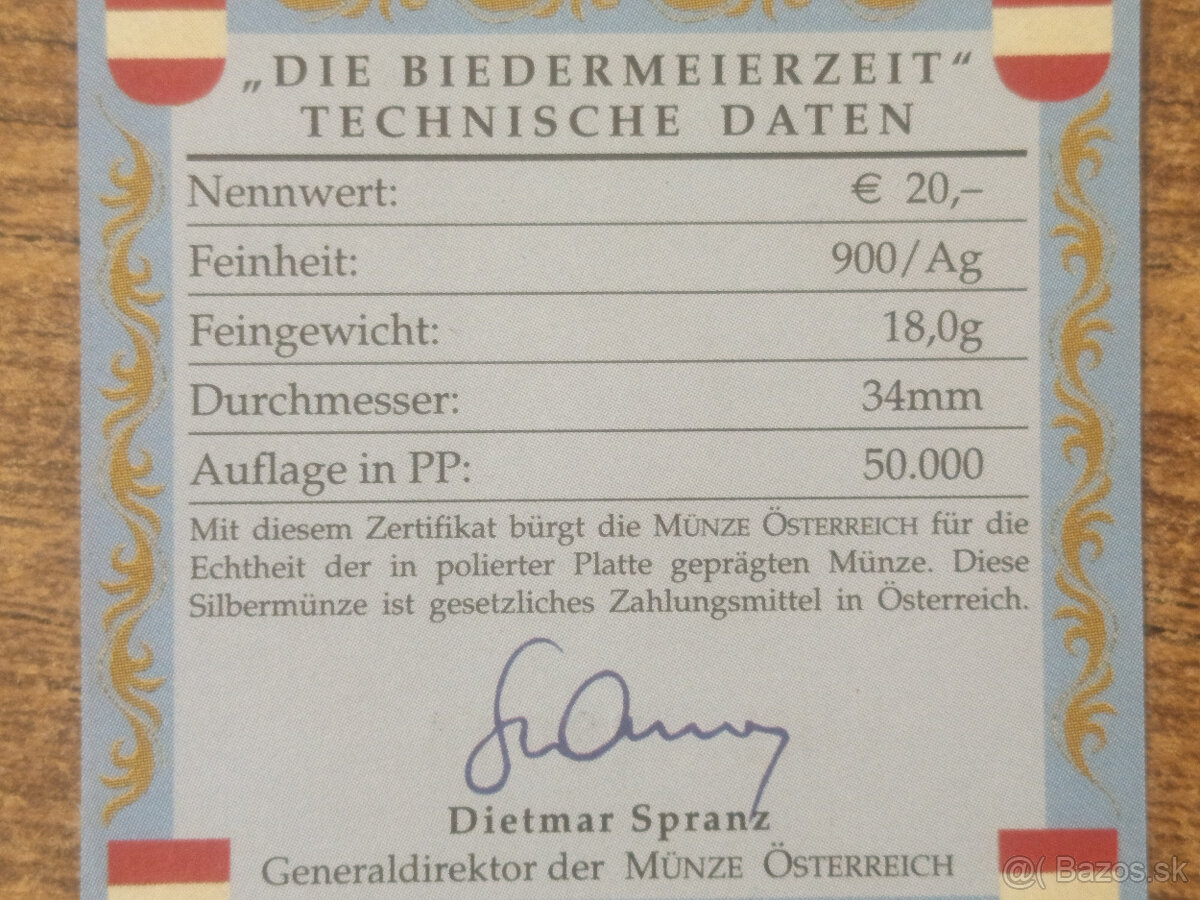 „DIE BIEDERMEIERZEIT“
TECHNISCHE DATEN
Nennwert: € 20,–
Feinheit: 900/Ag
Feingewicht: 18,0g
Durchmesser: 34mm
Auflage in PP: 50.000
Mit diesem Zertifikat bürgt die MÜNZE ÖSTERREICH für die
Echtheit der in polierter Platte geprägten Münze. Diese
Silbermünze ist gesetzliches Zahlungsmittel in Österreich.
Dietmar Spranz
Generaldirektor der MÜNZE ÖSTERREICH
@( Bazos.sk